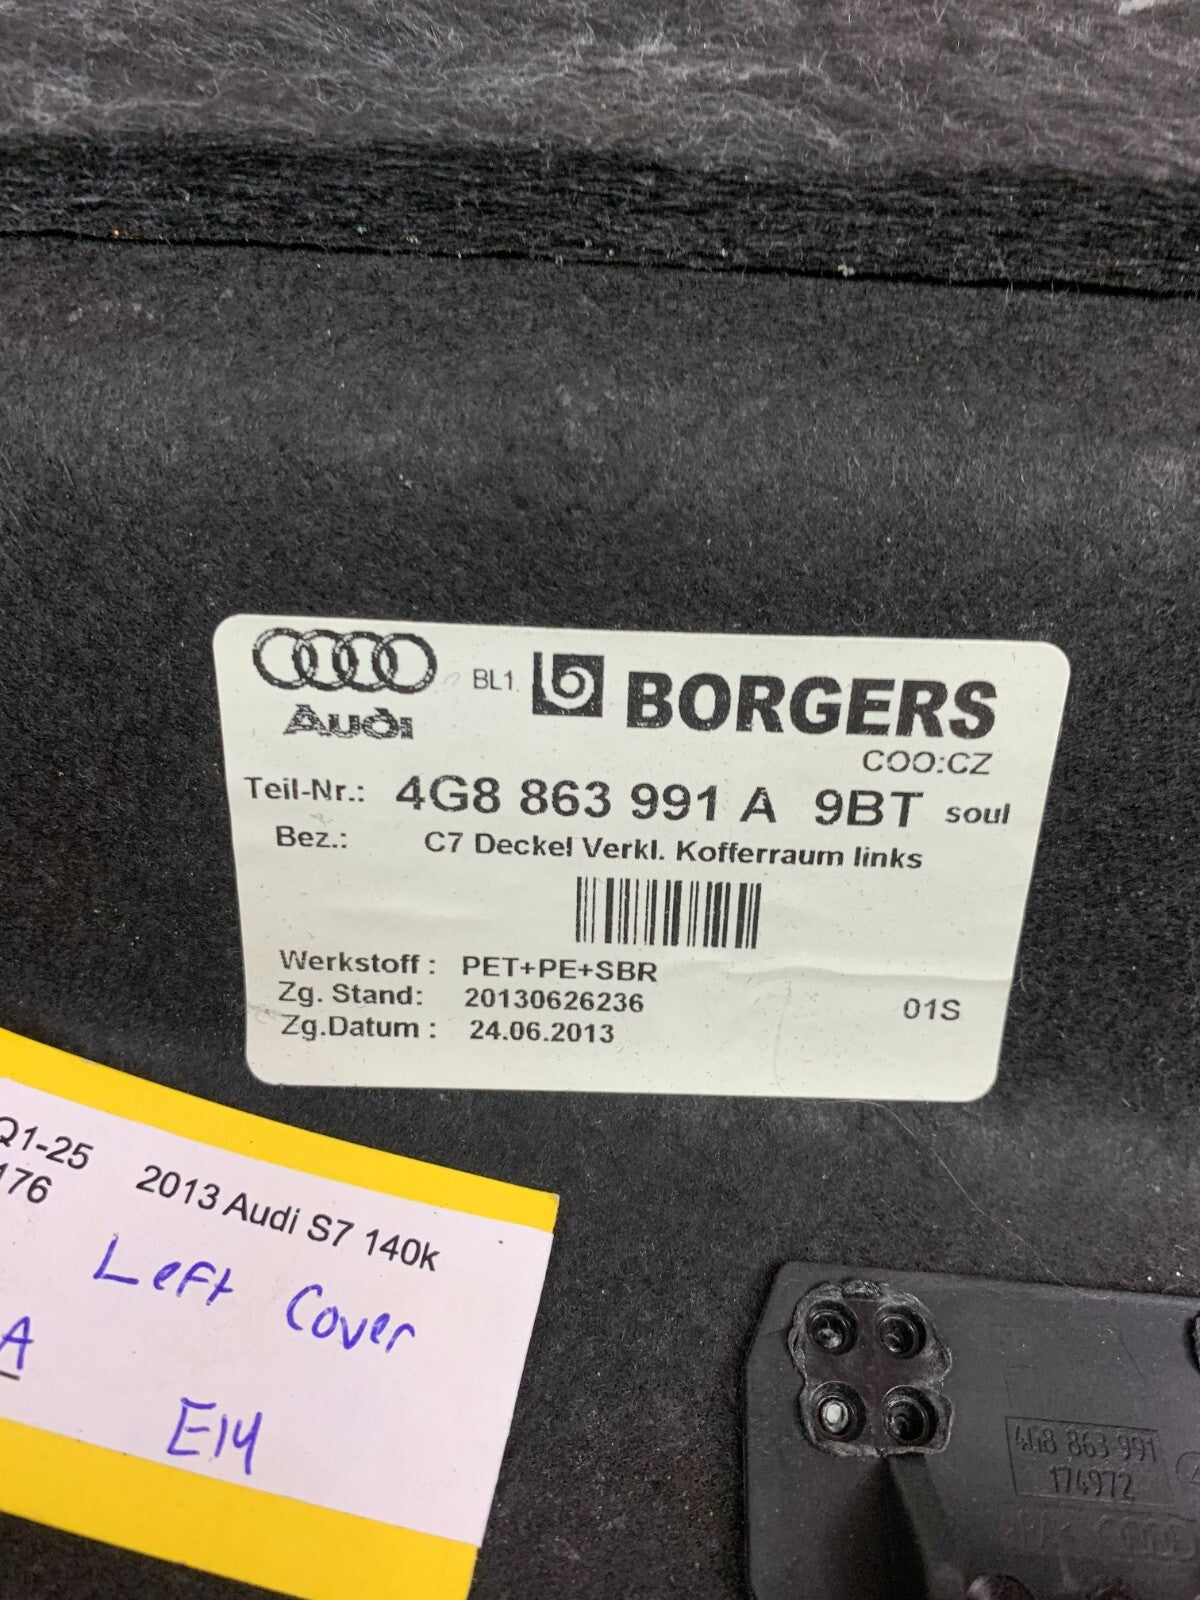 Audi BL1 BORGERS
COO:CZ
Teil-Nr.: 4G8 863 991 A 9BT soul
Bez.: C7 Deckel Verkl. Kofferraum links
Werkstoff : PET+PE+SBR
Zg. Stand: 20130626236 01S
Zg.Datum : 24.06.2013
Q1-25 2013 Audi S7 140k
176
Left Cover
A
E14
4G8 863 991
174972